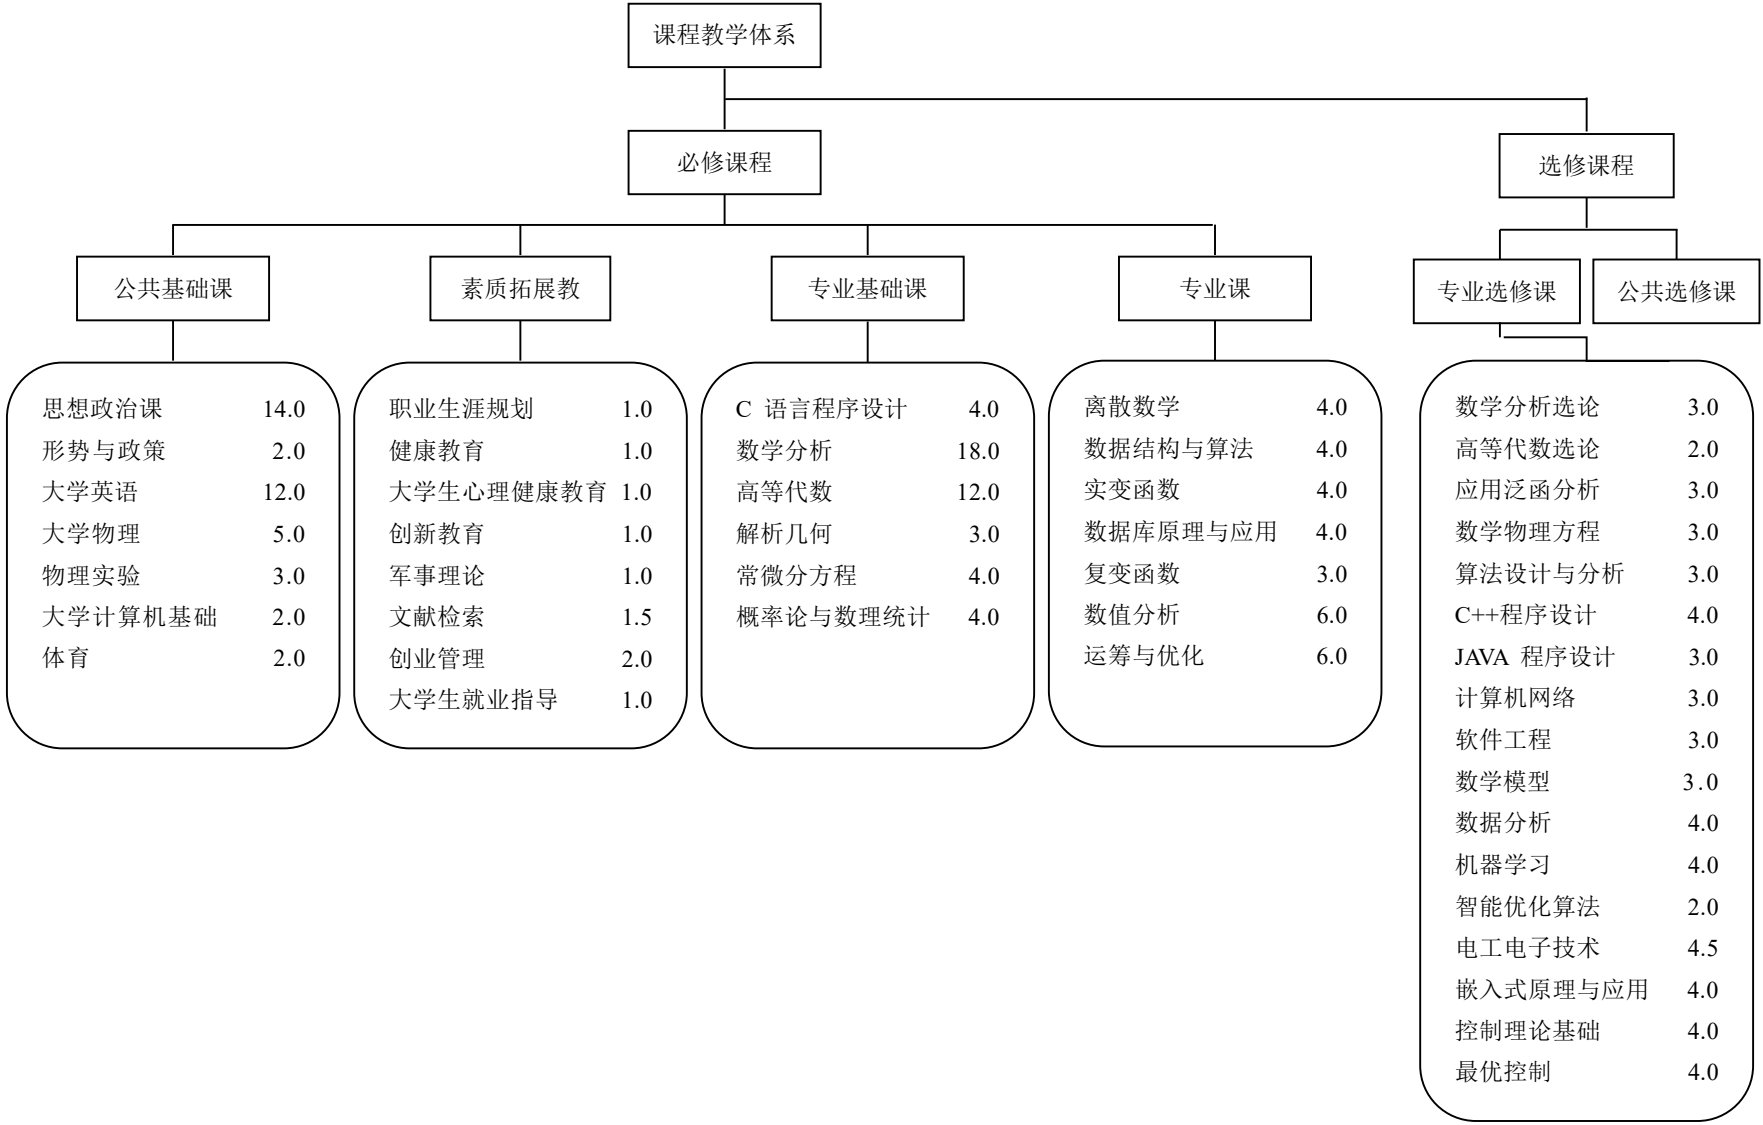 课程教学体系
必修课程
选修课程
公共基础课
素质拓展教
专业基础课
专业课
专业选修课
公共选修课
思想政治课 14.0
形势与政策 2.0
大学英语 12.0
大学物理 5.0
物理实验 3.0
大学计算机基础 2.0
体育 2.0
职业生涯规划 1.0
健康教育 1.0
大学生心理健康教育 1.0
创新教育 1.0
军事理论 1.0
文献检索 1.5
创业管理 2.0
大学生就业指导 1.0
C 语言程序设计 4.0
数学分析 18.0
高等代数 12.0
解析几何 3.0
常微分方程 4.0
概率论与数理统计 4.0
离散数学 4.0
数据结构与算法 4.0
实变函数 4.0
数据库原理与应用 4.0
复变函数 3.0
数值分析 6.0
运筹与优化 6.0
数学分析选论 3.0
高等代数选论 2.0
应用泛函分析 3.0
数学物理方程 3.0
算法设计与分析 3.0
C++程序设计 4.0
JAVA 程序设计 3.0
计算机网络 3.0
软件工程 3.0
数学模型 3.0
数据分析 4.0
机器学习 4.0
智能优化算法 2.0
电工电子技术 4.5
嵌入式原理与应用 4.0
控制理论基础 4.0
最优控制 4.0